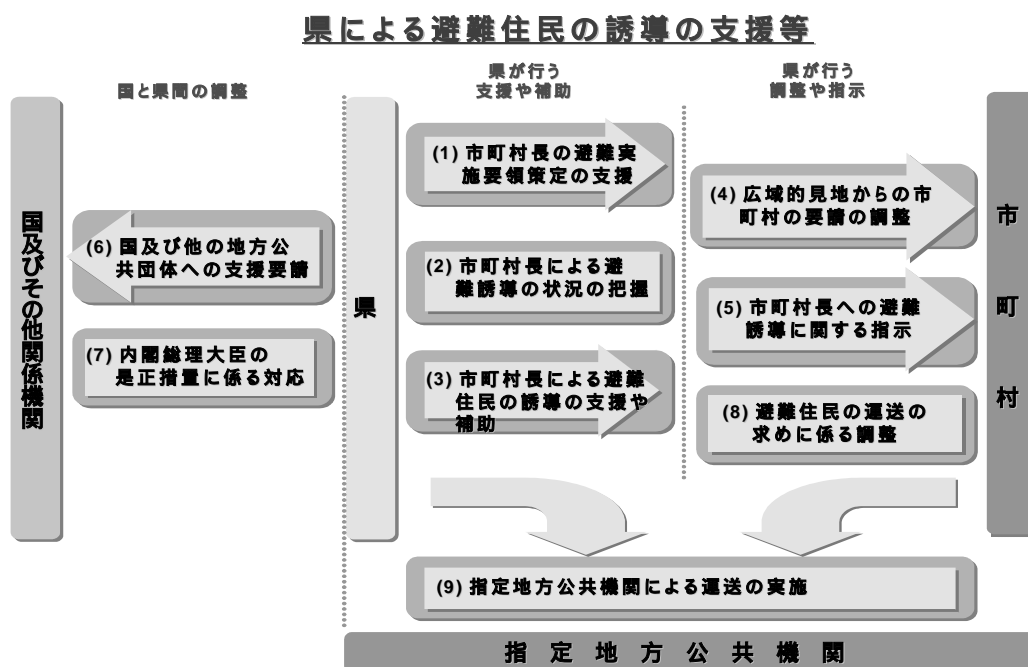 県による避難住民の誘導の支援等
国と県間の調整
県が行う
支援や補助
県が行う
調整や指示
国及びその他関係機関
(6) 国及び他の地方公
共団体への支援要請
(7) 内閣総理大臣の
是正措置に係る対応
県
(1) 市町村長の避難実
施要領策定の支援
(2) 市町村長による避
難誘導の状況の把握
(3) 市町村長による避難
住民の誘導の支援や
補助
(4) 広域的見地からの市
町村の要請の調整
(5) 市町村長への避難
誘導に関する指示
(8) 避難住民の運送の
求めに係る調整
市町村
(9) 指定地方公共機関による運送の実施
指定地方公共機関